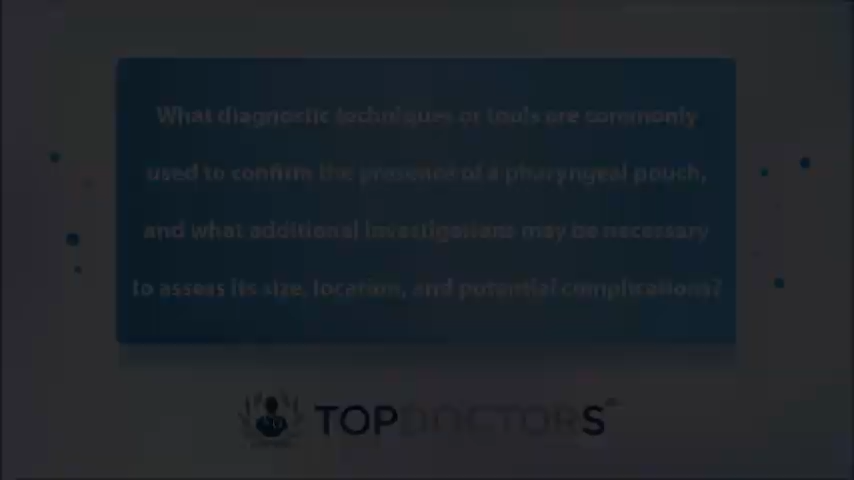 What diagnostic techniques or tools are commonly
used to confirm the presence of a pharyngeal pouch,
and what additional investigations may be necessary
to assess its size, location, and potential complications?
TOPDOCTORS